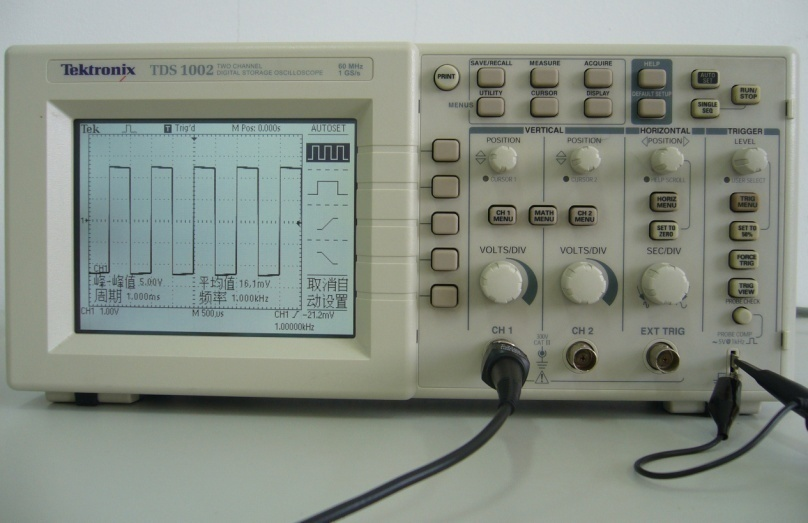 Tektronix TDS 1002 TWO CHANNEL DIGITAL STORAGE OSCILLOSCOPE 60 MHz 1 GS/s
Tek T Trig'd M Pos: 0.000s AUTOSET
CH1
峰-峰值 5.00V 平均值 16.1mV
周期 1.000ms 频率 1.000kHz
取消自
动设置
CH1 1.00V M 500µs CH1 -21.2mV
1.00000kHz
PRINT
SAVE/RECALL MEASURE ACQUIRE
MENUS UTILITY CURSOR DISPLAY
HELP
DEFAULT SETUP
AUTO SET
SINGLE SEQ
RUN/STOP
VERTICAL HORIZONTAL TRIGGER
POSITION POSITION POSITION LEVEL
CURSOR 1 CURSOR 2 HELP SCROLL USER SELECT
CH 1 MENU MATH MENU CH 2 MENU
HORIZ MENU
SET TO ZERO
TRIG MENU
SET TO 50%
FORCE TRIG
TRIG VIEW
PROBE CHECK
VOLTS/DIV VOLTS/DIV SEC/DIV
CH 1 CH 2 EXT TRIG
300V CAT II
PROBE COMP
~5V@1kHz